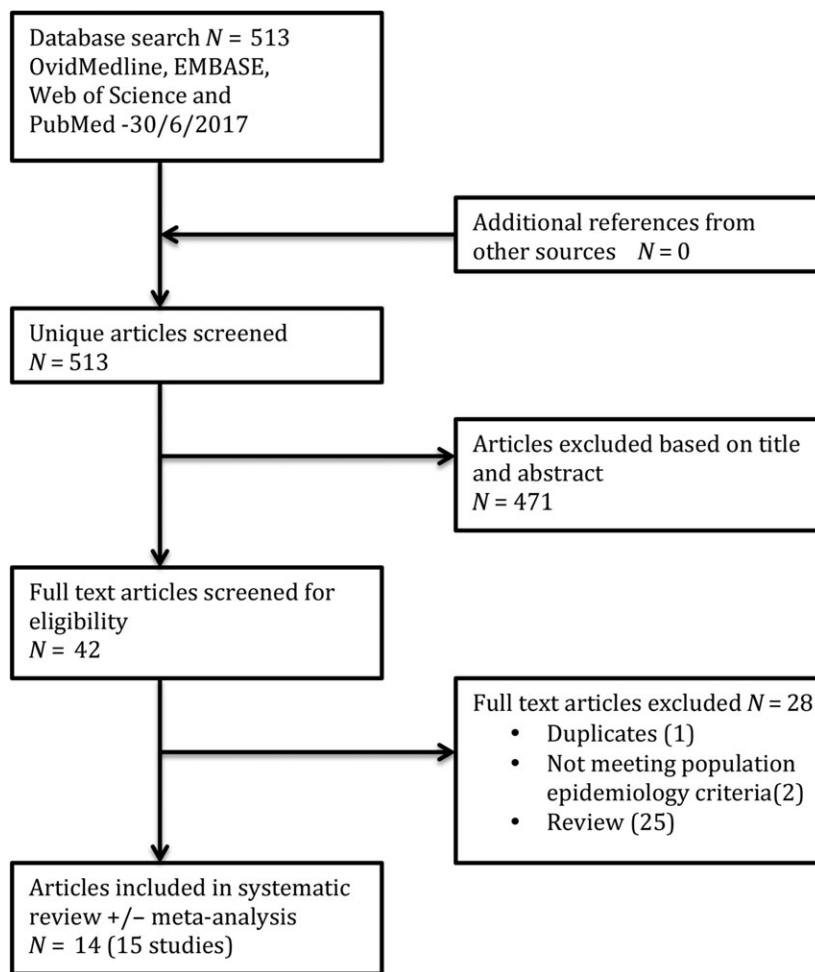 Database search N = 513
OvidMedline, EMBASE,
Web of Science and
PubMed -30/6/2017
Additional references from
other sources N = 0
Unique articles screened
N = 513
Articles excluded based on title
and abstract
N = 471
Full text articles screened for
eligibility
N = 42
Full text articles excluded N = 28
• Duplicates (1)
• Not meeting population
epidemiology criteria(2)
• Review (25)
Articles included in systematic
review +/− meta-analysis
N = 14 (15 studies)